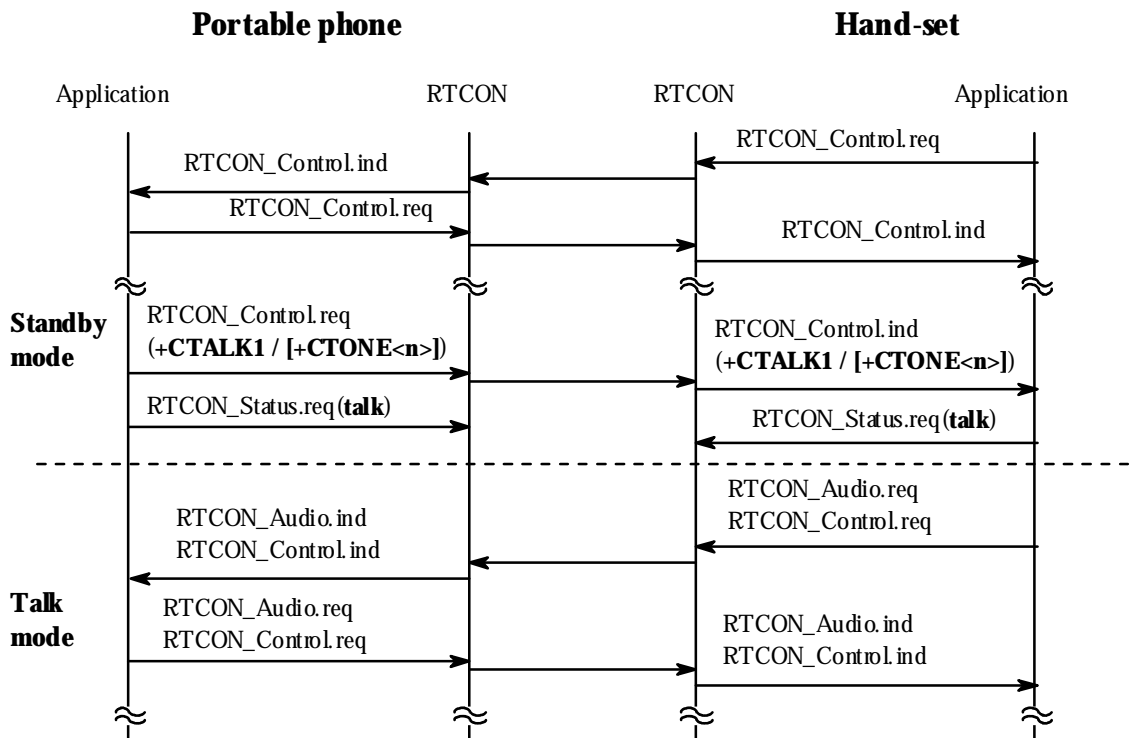 Portable phone
Hand-set
Application
RTCON
RTCON
Application
RTCON_Control.req
RTCON_Control.ind
RTCON_Control.req
RTCON_Control.ind
Standby
mode
RTCON_Control.req
(+CTALK1 / [+CTONE<n>])
RTCON_Control.ind
(+CTALK1 / [+CTONE<n>])
RTCON_Status.req(talk)
RTCON_Status.req(talk)
RTCON_Audio.req
RTCON_Control.req
RTCON_Audio.ind
RTCON_Control.ind
Talk
mode
RTCON_Audio.req
RTCON_Control.req
RTCON_Audio.ind
RTCON_Control.ind